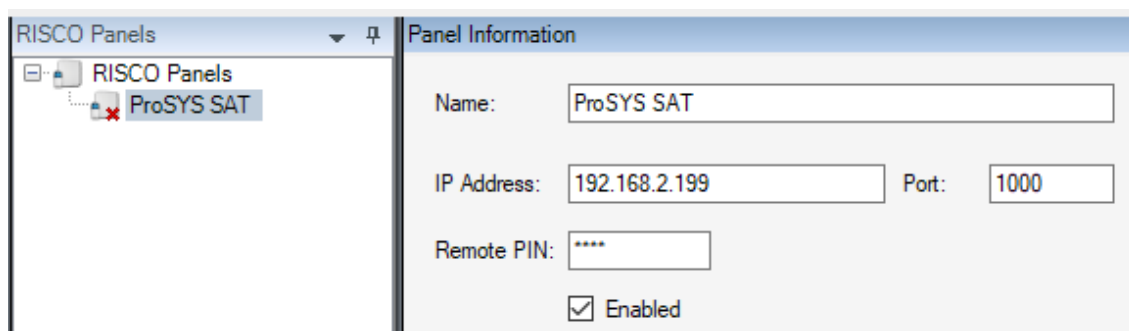 RISCO Panels
RISCO Panels
ProSYS SAT
Panel Information
Name: ProSYS SAT
IP Address: 192.168.2.199 Port: 1000
Remote PIN: ****
Enabled